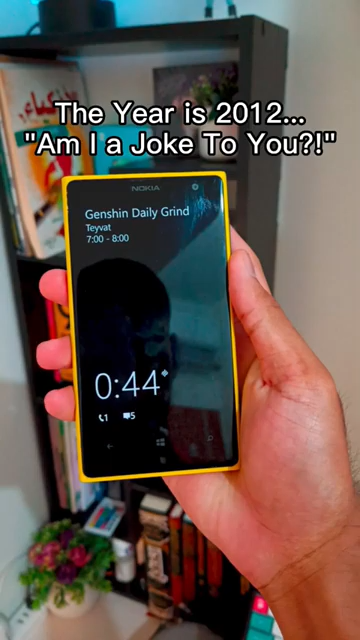 The Year is 2012...
"Am I a Joke To You?!"
NOKIA
Genshin Daily Grind
Teyvat
7:00 - 8:00
0:44
1
5